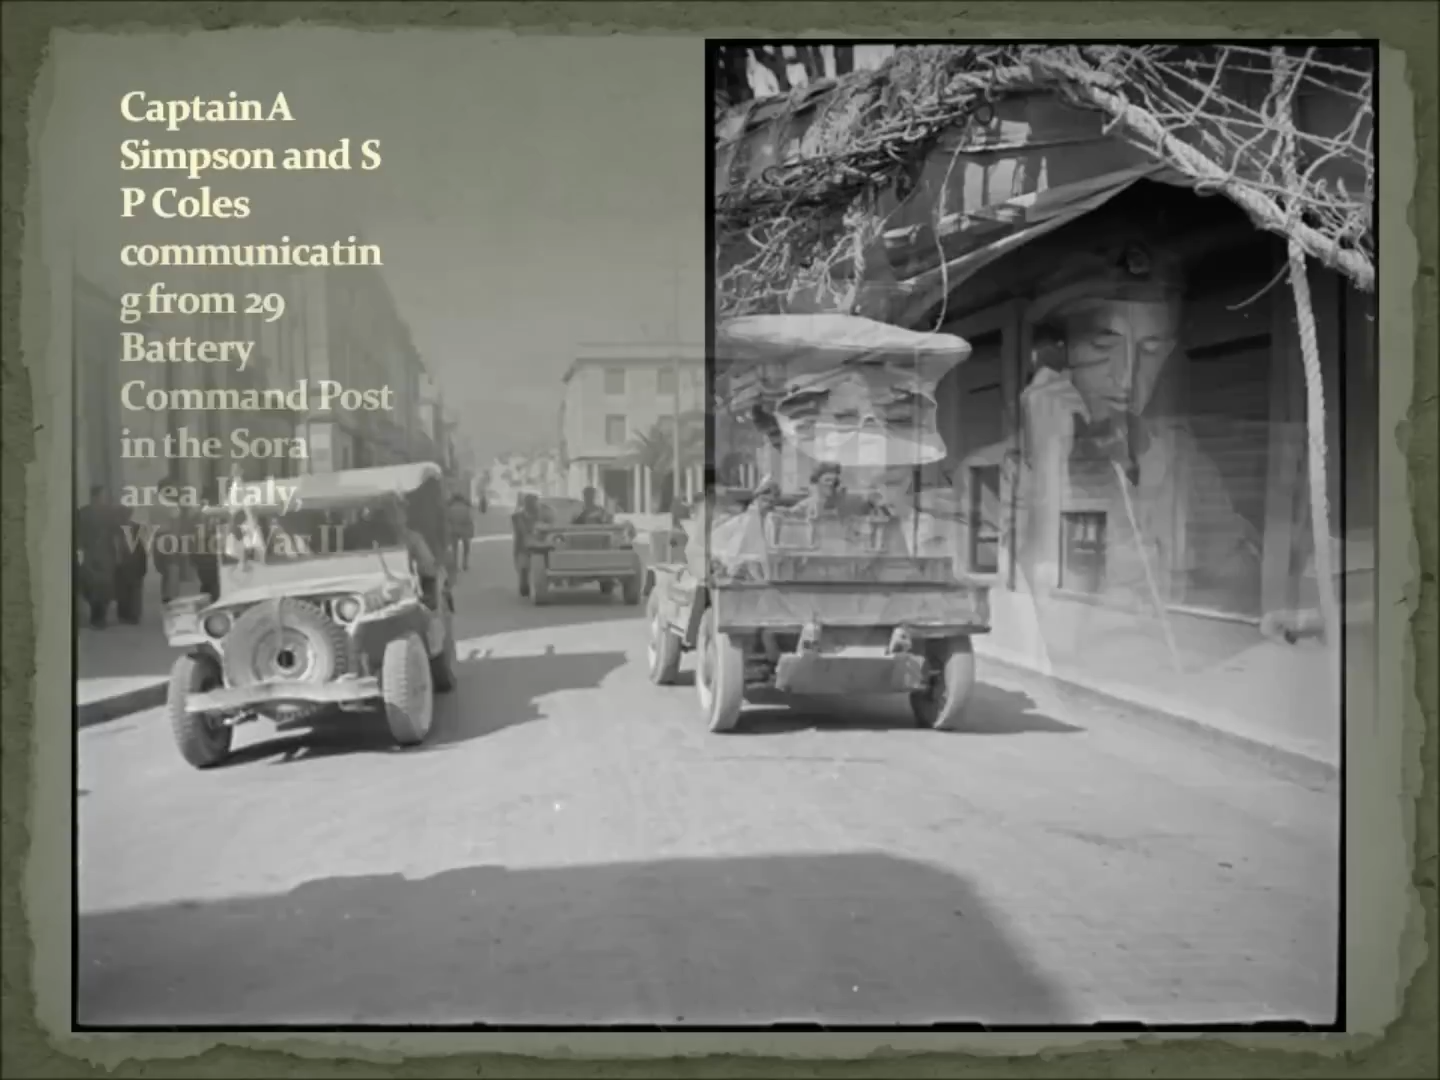 Captain A
Simpson and S
P Coles
communicatin
g from 29
Battery
Command Post
in the Sora
area, Italy,
World War II